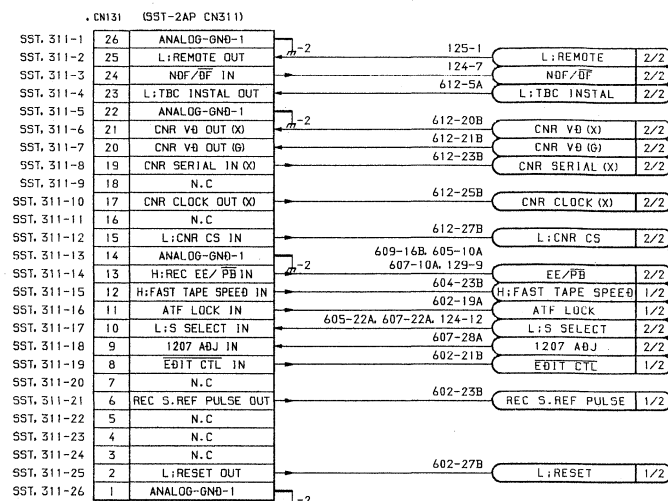 CN131 (SST-2AP CN311)
SST. 311-1 26 ANALOG-GND-1 -2
SST. 311-2 25 L:REMOTE OUT 125-1 L:REMOTE 2/2
SST. 311-3 24 NDF/DF IN 124-7 NDF/DF 2/2
SST. 311-4 23 L:TBC INSTAL OUT 612-5A L:TBC INSTAL 2/2
SST. 311-5 22 ANALOG-GND-1 -2
SST. 311-6 21 CNR VD OUT (X) 612-20B CNR VD (X) 2/2
SST. 311-7 20 CNR VD OUT (G) 612-21B CNR VD (G) 2/2
SST. 311-8 19 CNR SERIAL IN (X) 612-23B CNR SERIAL (X) 2/2
SST. 311-9 18 N.C
SST. 311-10 17 CNR CLOCK OUT (X) 612-25B CNR CLOCK (X) 2/2
SST. 311-11 16 N.C
SST. 311-12 15 L:CNR CS IN 612-27B L:CNR CS 2/2
SST. 311-13 14 ANALOG-GND-1 -2 609-16B. 605-10A
SST. 311-14 13 H:REC EE/PB IN 607-10A. 129-9 EE/PB 2/2
SST. 311-15 12 H:FAST TAPE SPEED IN 604-23B H:FAST TAPE SPEED 1/2
SST. 311-16 11 ATF LOCK IN 602-19A ATF LOCK 1/2
SST. 311-17 10 L:S SELECT IN 605-22A. 607-22A. 124-12 L:S SELECT 2/2
SST. 311-18 9 1207 ADJ IN 607-28A 1207 ADJ 2/2
SST. 311-19 8 EDIT CTL IN 602-21B EDIT CTL 1/2
SST. 311-20 7 N.C
SST. 311-21 6 REC S.REF PULSE OUT 602-23B REC S.REF PULSE 1/2
SST. 311-22 5 N.C
SST. 311-23 4 N.C
SST. 311-24 3 N.C
SST. 311-25 2 L:RESET OUT 602-27B L:RESET 1/2
SST. 311-26 1 ANALOG-GND-1 -2